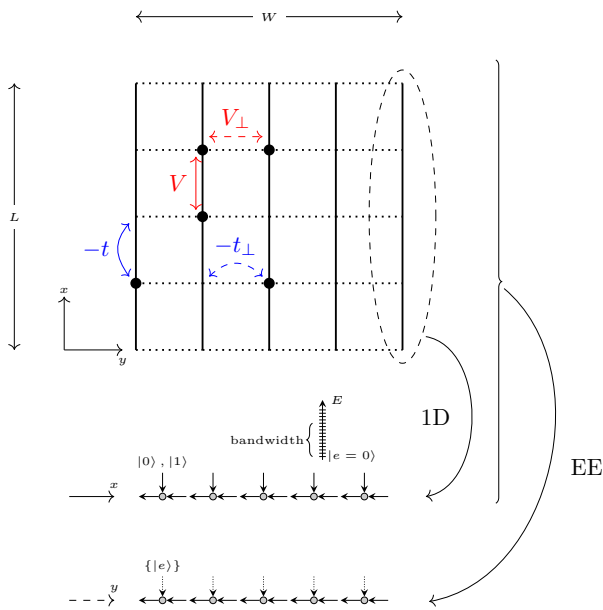 W
V⊥
V
L
−t
−t⊥
x
y
E
1D
bandwidth
|0⟩ , |1⟩
|e = 0⟩
EE
x
{|e⟩}
y